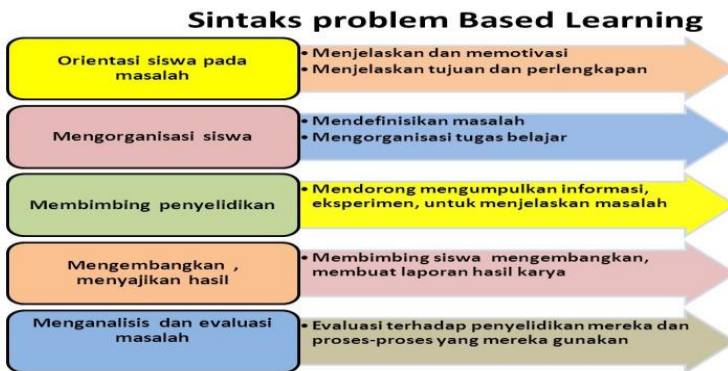 Sintaks problem Based Learning
Orientasi siswa pada
masalah
• Menjelaskan dan memotivasi
• Menjelaskan tujuan dan perlengkapan
Mengorganisasi siswa
• Mendefinisikan masalah
• Mengorganisasi tugas belajar
Membimbing penyelidikan
• Mendorong mengumpulkan informasi,
eksperimen, untuk menjelaskan masalah
Mengembangkan ,
menyajikan hasil
• Membimbing siswa mengembangkan,
membuat laporan hasil karya
Menganalisis dan evaluasi
masalah
• Evaluasi terhadap penyelidikan mereka dan
proses-proses yang mereka gunakan